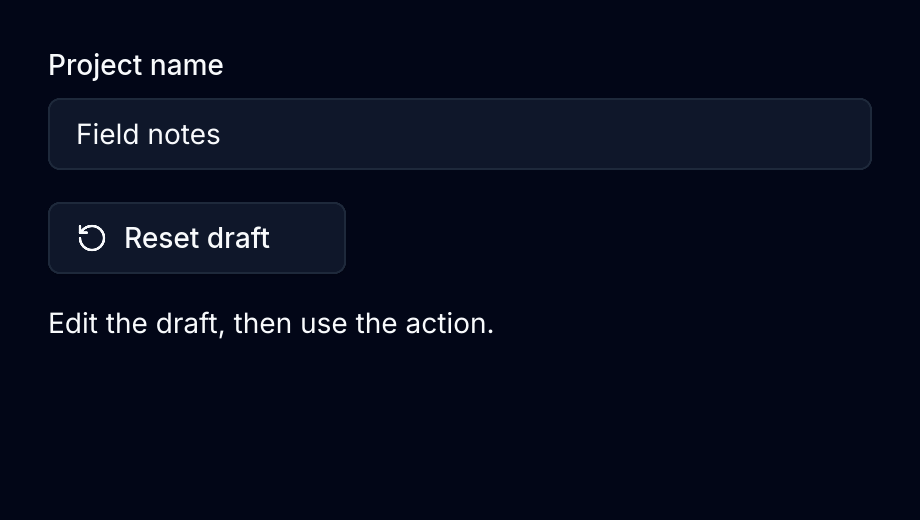 Project name
Field notes
Reset draft
Edit the draft, then use the action.